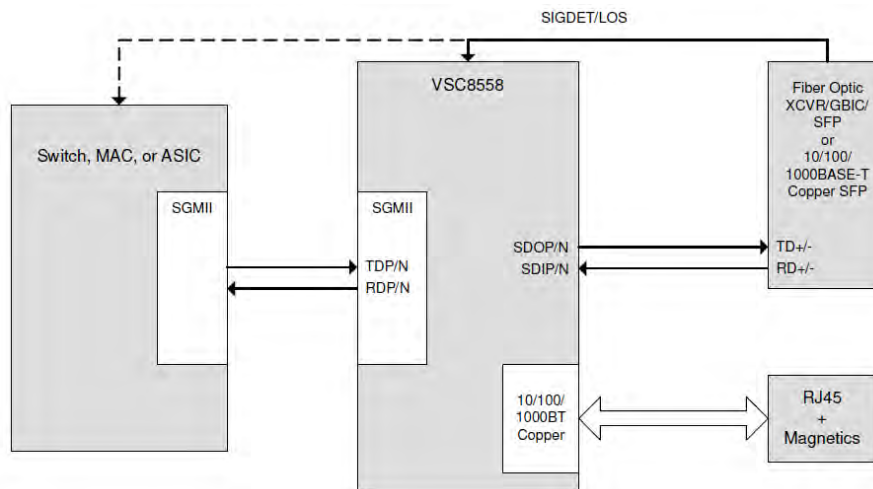 SIGDET/LOS
VSC8558
Fiber Optic
XCVR/GBIC/
SFP
or
10/100/
1000BASE-T
Copper SFP
Switch, MAC, or ASIC
SGMII
SGMII
SDOP/N
TD+/-
TDP/N
SDIP/N
RD+/-
RDP/N
10/100/
1000BT
Copper
RJ45
+
Magnetics